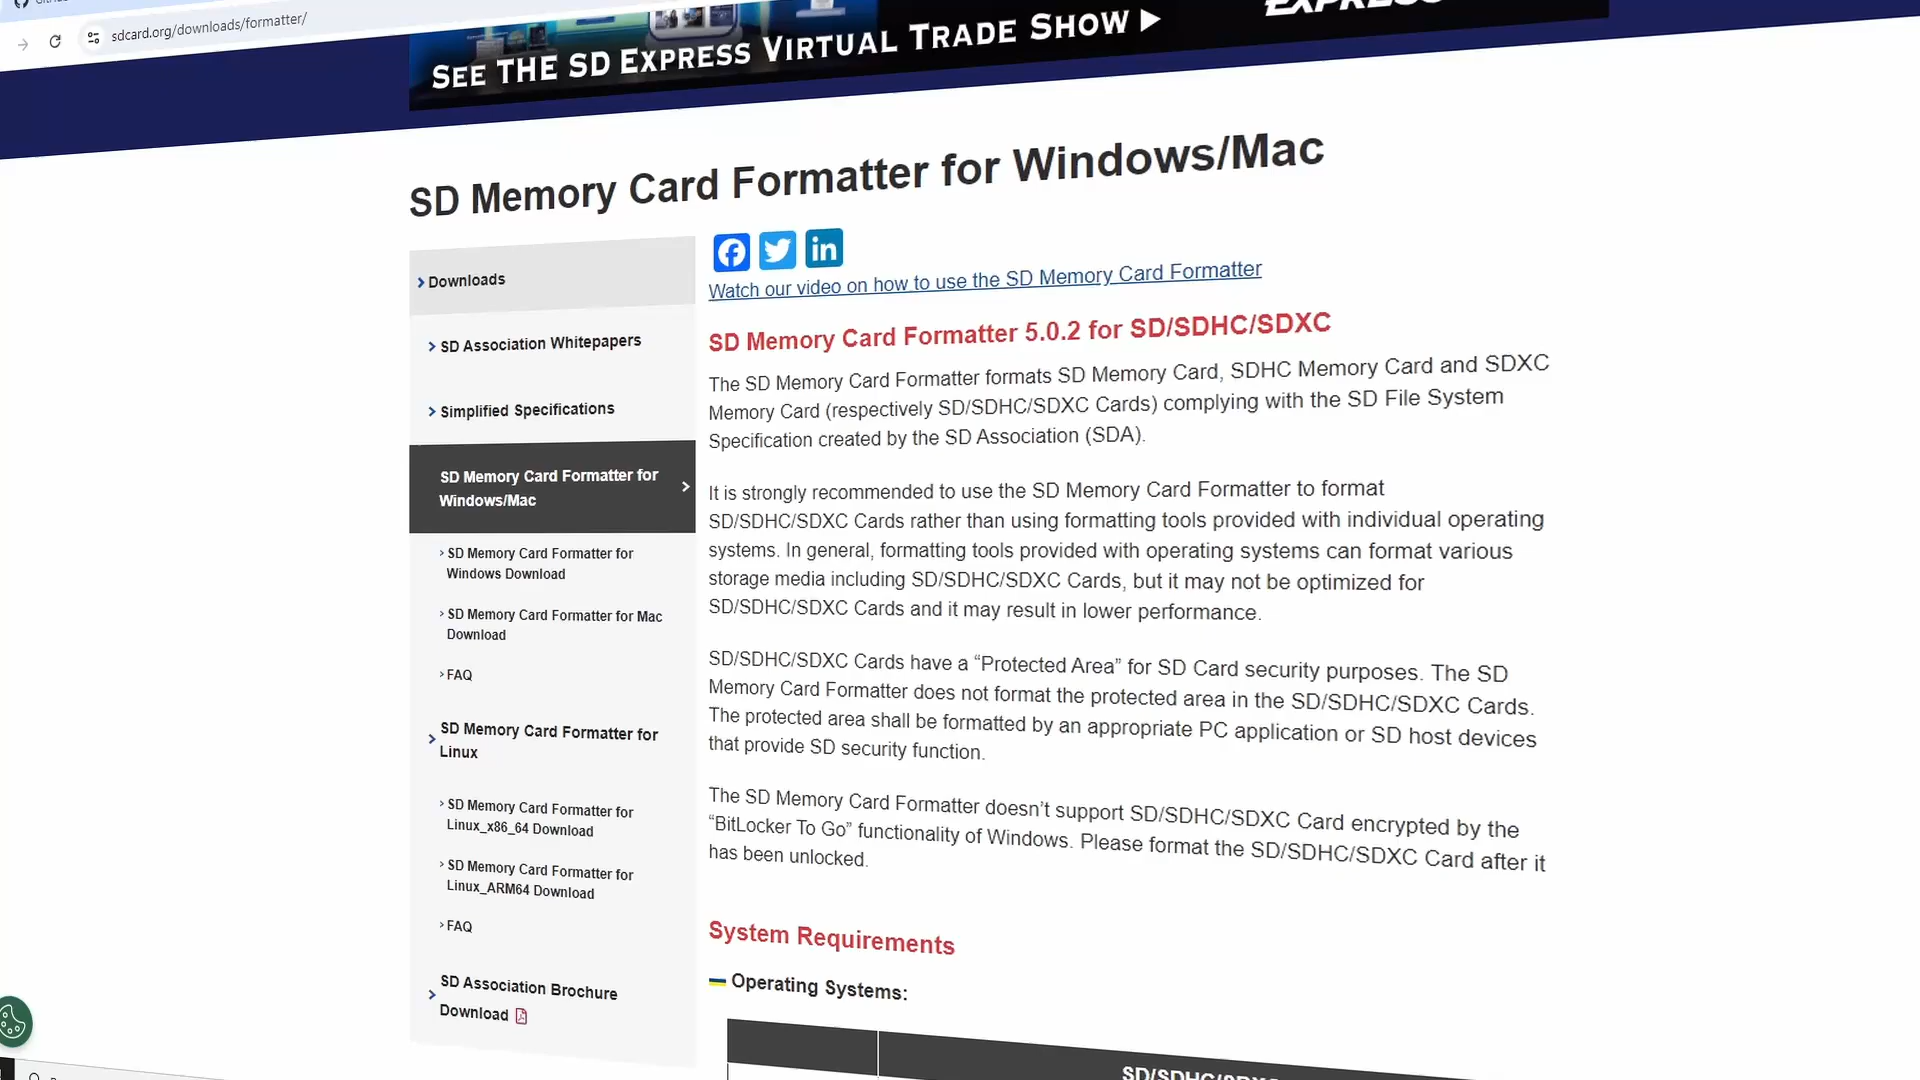 sdcard.org/downloads/formatter/
SEE THE SD EXPRESS VIRTUAL TRADE SHOW
SD Memory Card Formatter for Windows/Mac
Downloads
SD Association Whitepapers
Simplified Specifications
SD Memory Card Formatter for
Windows/Mac
SD Memory Card Formatter for
Windows Download
SD Memory Card Formatter for Mac
Download
FAQ
SD Memory Card Formatter for
Linux
SD Memory Card Formatter for
Linux_x86_64 Download
SD Memory Card Formatter for
Linux_ARM64 Download
FAQ
SD Association Brochure
Download
in
Watch our video on how to use the SD Memory Card Formatter
SD Memory Card Formatter 5.0.2 for SD/SDHC/SDXC
The SD Memory Card Formatter formats SD Memory Card, SDHC Memory Card and SDXC
Memory Card (respectively SD/SDHC/SDXC Cards) complying with the SD File System
Specification created by the SD Association (SDA).
It is strongly recommended to use the SD Memory Card Formatter to format
SD/SDHC/SDXC Cards rather than using formatting tools provided with individual operating
systems. In general, formatting tools provided with operating systems can format various
storage media including SD/SDHC/SDXC Cards, but it may not be optimized for
SD/SDHC/SDXC Cards and it may result in lower performance.
SD/SDHC/SDXC Cards have a “Protected Area” for SD Card security purposes. The SD
Memory Card Formatter does not format the protected area in the SD/SDHC/SDXC Cards.
The protected area shall be formatted by an appropriate PC application or SD host devices
that provide SD security function.
The SD Memory Card Formatter doesn’t support SD/SDHC/SDXC Card encrypted by the
“BitLocker To Go” functionality of Windows. Please format the SD/SDHC/SDXC Card after it
has been unlocked.
System Requirements
Operating Systems: